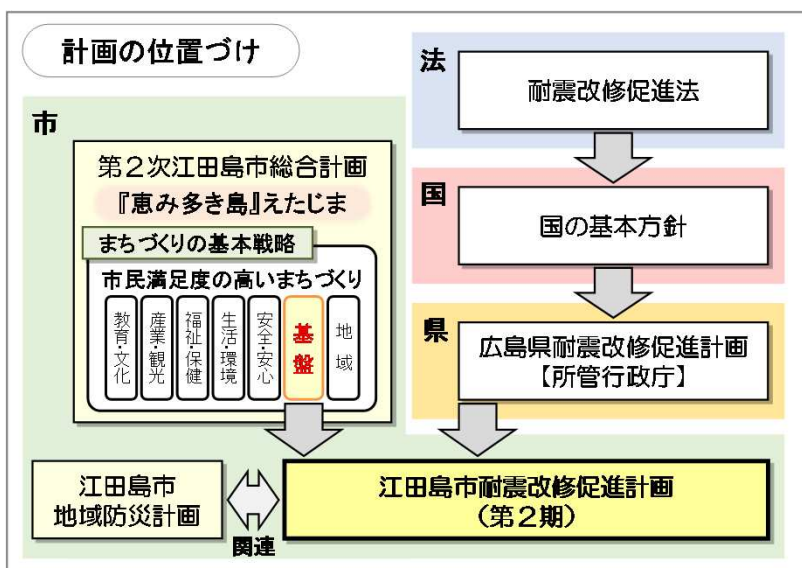 計画の位置づけ
法
耐震改修促進法
市
第2次江田島市総合計画
『恵み多き島』えたじま
まちづくりの基本戦略
市民満足度の高いまちづくり
教育・文化
産業・観光
福祉・保健
生活・環境
安全・安心
基盤
地域
国
国の基本方針
県
広島県耐震改修促進計画
【所管行政庁】
江田島市
地域防災計画
関連
江田島市耐震改修促進計画
（第2期）